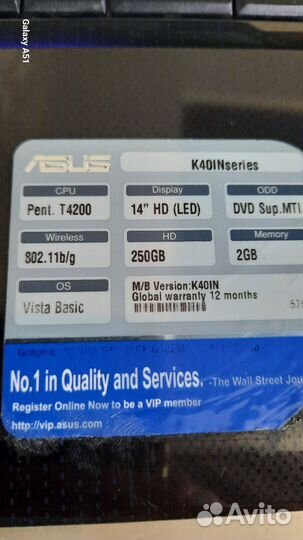 Galaxy A51
ASUS
K40INseries
CPU
Display
ODD
Pent. T4200
14" HD (LED)
DVD Sup.MTI
Wireless
HD
Memory
802.11b/g
250GB
2GB
OS
M/B Version:K40IN
Vista Basic
Global warranty 12 months
No.1 in Quality and Services. -The Wall Street Jou
Register Online Now to be a VIP member
http://vip.asus.com
Avito